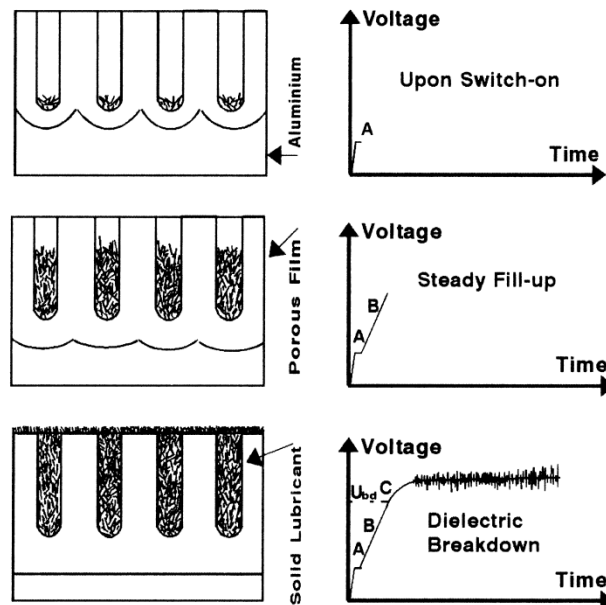 Aluminium
Voltage
Upon Switch-on
A
Time
Porous Film
Voltage
Steady Fill-up
B
A
Time
Solid Lubricant
Voltage
Ubd C
B
Dielectric
A
Breakdown
Time